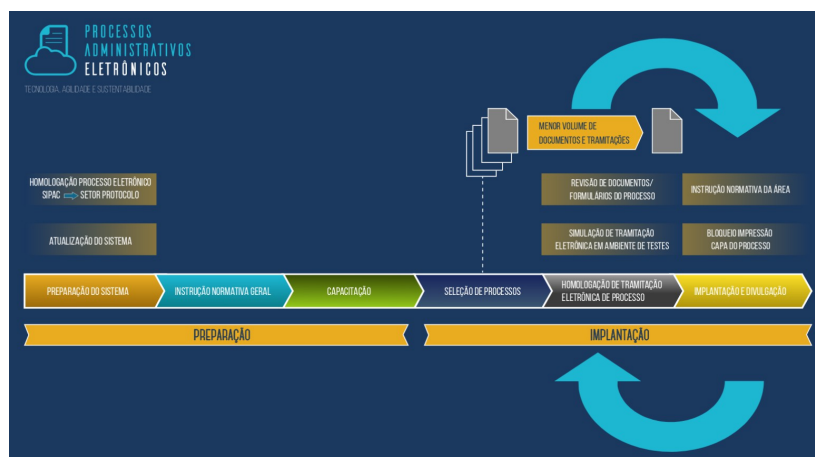 PROCESSOS
ADMINISTRATIVOS
ELETRÔNICOS
TECNOLOGIA, AGILIDADE E SUSTENTABILIDADE
MENOR VOLUME DE
DOCUMENTOS E TRAMITAÇÕES
HOMOLOGAÇÃO PROCESSO ELETRÔNICO
SIPAC SETOR PROTOCOLO
REVISÃO DE DOCUMENTOS/
FORMULÁRIOS DO PROCESSO
INSTRUÇÃO NORMATIVA DA ÁREA
ATUALIZAÇÃO DO SISTEMA
SIMULAÇÃO DE TRAMITAÇÃO
ELETRÔNICA EM AMBIENTE DE TESTES
BLOQUEIO IMPRESSÃO
CAPA DO PROCESSO
PREPARAÇÃO DO SISTEMA
INSTRUÇÃO NORMATIVA GERAL
CAPACITAÇÃO
SELEÇÃO DE PROCESSOS
HOMOLOGAÇÃO DE TRAMITAÇÃO
ELETRÔNICA DE PROCESSO
IMPLANTAÇÃO E DIVULGAÇÃO
PREPARAÇÃO
IMPLANTAÇÃO